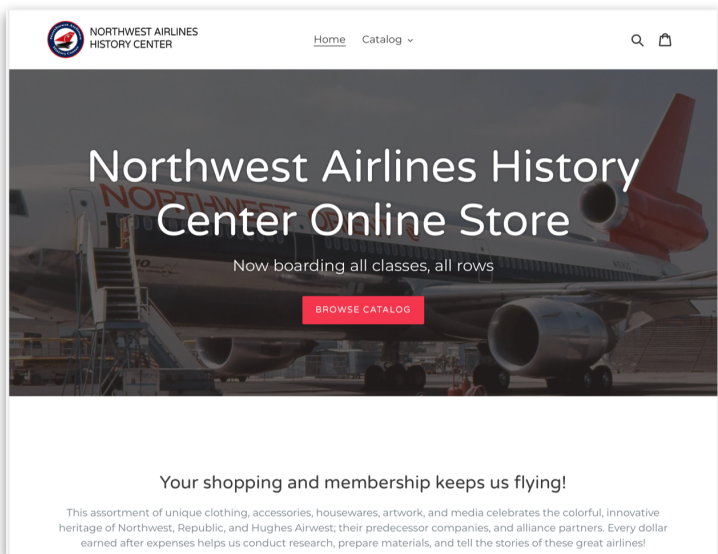 NORTHWEST AIRLINES
HISTORY CENTER
Home
Catalog
Northwest Airlines History
Center Online Store
NORTHWEST ORIENT
Now boarding all classes, all rows
BROWSE CATALOG
Your shopping and membership keeps us flying!
This assortment of unique clothing, accessories, housewares, artwork, and media celebrates the colorful, innovative
heritage of Northwest, Republic, and Hughes Airwest; their predecessor companies, and alliance partners. Every dollar
earned after expenses helps us conduct research, prepare materials, and tell the stories of these great airlines!